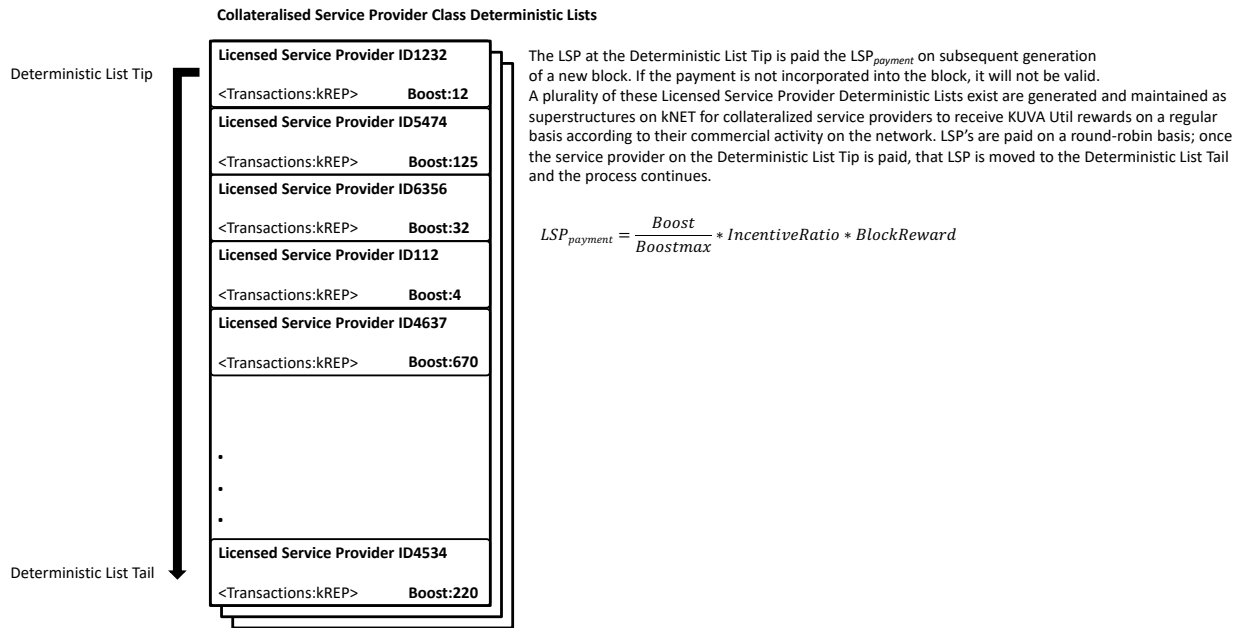 Collateralised Service Provider Class Deterministic Lists
Deterministic List Tip
Licensed Service Provider ID1232
<Transactions:kREP> Boost:12
Licensed Service Provider ID5474
<Transactions:kREP> Boost:125
Licensed Service Provider ID6356
<Transactions:kREP> Boost:32
Licensed Service Provider ID112
<Transactions:kREP> Boost:4
Licensed Service Provider ID4637
<Transactions:kREP> Boost:670
.
.
.
Licensed Service Provider ID4534
<Transactions:kREP> Boost:220
Deterministic List Tail
The LSP at the Deterministic List Tip is paid the LSPpayment on subsequent generation
of a new block. If the payment is not incorporated into the block, it will not be valid.
A plurality of these Licensed Service Provider Deterministic Lists exist are generated and maintained as
superstructures on kNET for collateralized service providers to receive KUVA Util rewards on a regular
basis according to their commercial activity on the network. LSP's are paid on a round-robin basis; once
the service provider on the Deterministic List Tip is paid, that LSP is moved to the Deterministic List Tail
and the process continues.
LSPpayment = Boost / Boostmax * IncentiveRatio * BlockReward